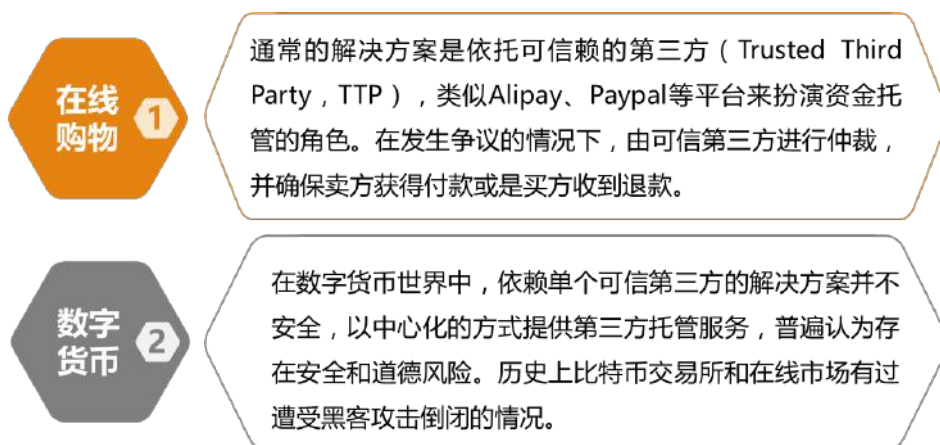 在线
购物
1
通常的解决方案是依托可信赖的第三方（Trusted Third
Party，TTP），类似Alipay、Paypal等平台来扮演资金托
管的角色。在发生争议的情况下，由可信第三方进行仲裁，
并确保卖方获得付款或是买方收到退款。
数字
货币
2
在数字货币世界中，依赖单个可信第三方的解决方案并不
安全，以中心化的方式提供第三方托管服务，普遍认为存
在安全和道德风险。历史上比特币交易所和在线市场有过
遭受黑客攻击倒闭的情况。